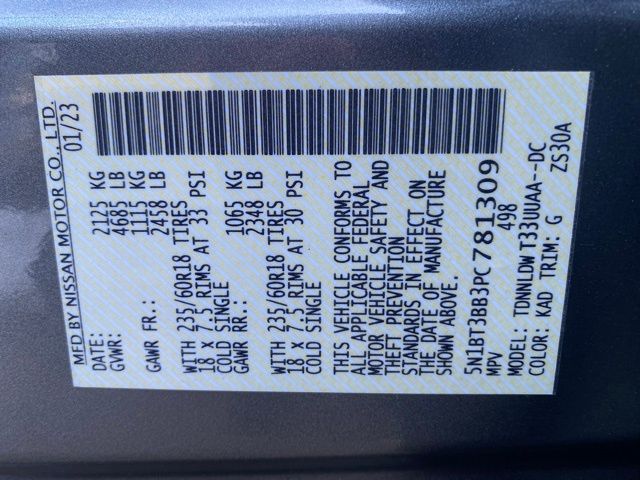 MFD BY NISSAN MOTOR CO., LTD.
DATE: 01/23
GVWR: 2125 KG
4685 LB
GAWR FR.: 1115 KG
2458 LB
WITH 235/60R18 TIRES
18 X 7.5 RIMS AT 33 PSI
COLD SINGLE
GAWR RR.: 1065 KG
2348 LB
WITH 235/60R18 TIRES
18 X 7.5 RIMS AT 30 PSI
COLD SINGLE
THIS VEHICLE CONFORMS TO
ALL APPLICABLE FEDERAL
MOTOR VEHICLE SAFETY AND
THEFT PREVENTION
STANDARDS IN EFFECT ON
THE DATE OF MANUFACTURE
SHOWN ABOVE.
5N1BT3BB3PC781309
MPV 498
MODEL: TDNNLDWT33UUAA--DC
COLOR: KAD TRIM: G ZS30A